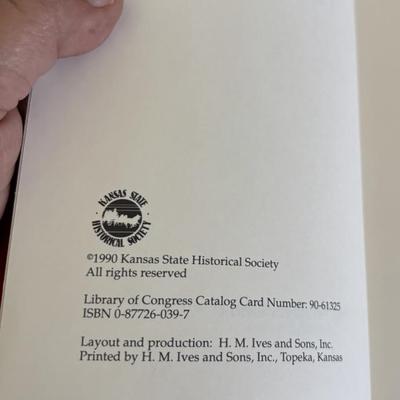 KANSAS STATE
HISTORICAL SOCIETY
©1990 Kansas State Historical Society
All rights reserved
Library of Congress Catalog Card Number: 90-61325
ISBN 0-87726-039-7
Layout and production: H. M. Ives and Sons, Inc.
Printed by H. M. Ives and Sons, Inc., Topeka, Kansas